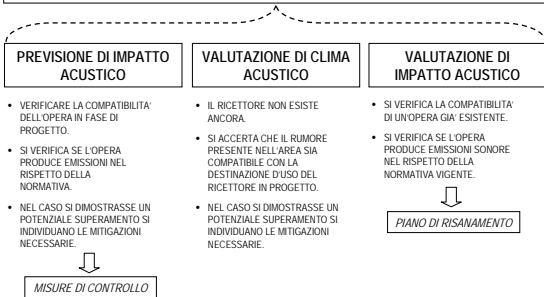 PREVISIONE DI IMPATTO
ACUSTICO
• VERIFICARE LA COMPATIBILITA'
DELL'OPERA IN FASE DI
PROGETTO.
• SI VERIFICA SE L'OPERA
PRODUCE EMISSIONI NEL
RISPETTO DELLA
NORMATIVA.
• NEL CASO SI DIMOSTRASSE UN
POTENZIALE SUPERAMENTO SI
INDIVIDUANO LE MITIGAZIONI
NECESSARIE.
MISURE DI CONTROLLO
VALUTAZIONE DI CLIMA
ACUSTICO
• IL RICETTORE NON ESISTE
ANCORA.
• SI ACCERTA CHE IL RUMORE
PRESENTE NELL'AREA SIA
COMPATIBILE CON LA
DESTINAZIONE D'USO DEL
RICETTORE IN PROGETTO.
• NEL CASO SI DIMOSTRASSE UN
POTENZIALE SUPERAMENTO SI
INDIVIDUANO LE MITIGAZIONI
NECESSARIE.
VALUTAZIONE DI
IMPATTO ACUSTICO
• SI VERIFICA LA COMPATIBILITA'
DI UN'OPERA GIA' ESISTENTE.
• SI VERIFICA SE L'OPERA
PRODUCE EMISSIONI SONORE
NEL RISPETTO DELLA
NORMATIVA VIGENTE.
PIANO DI RISANAMENTO